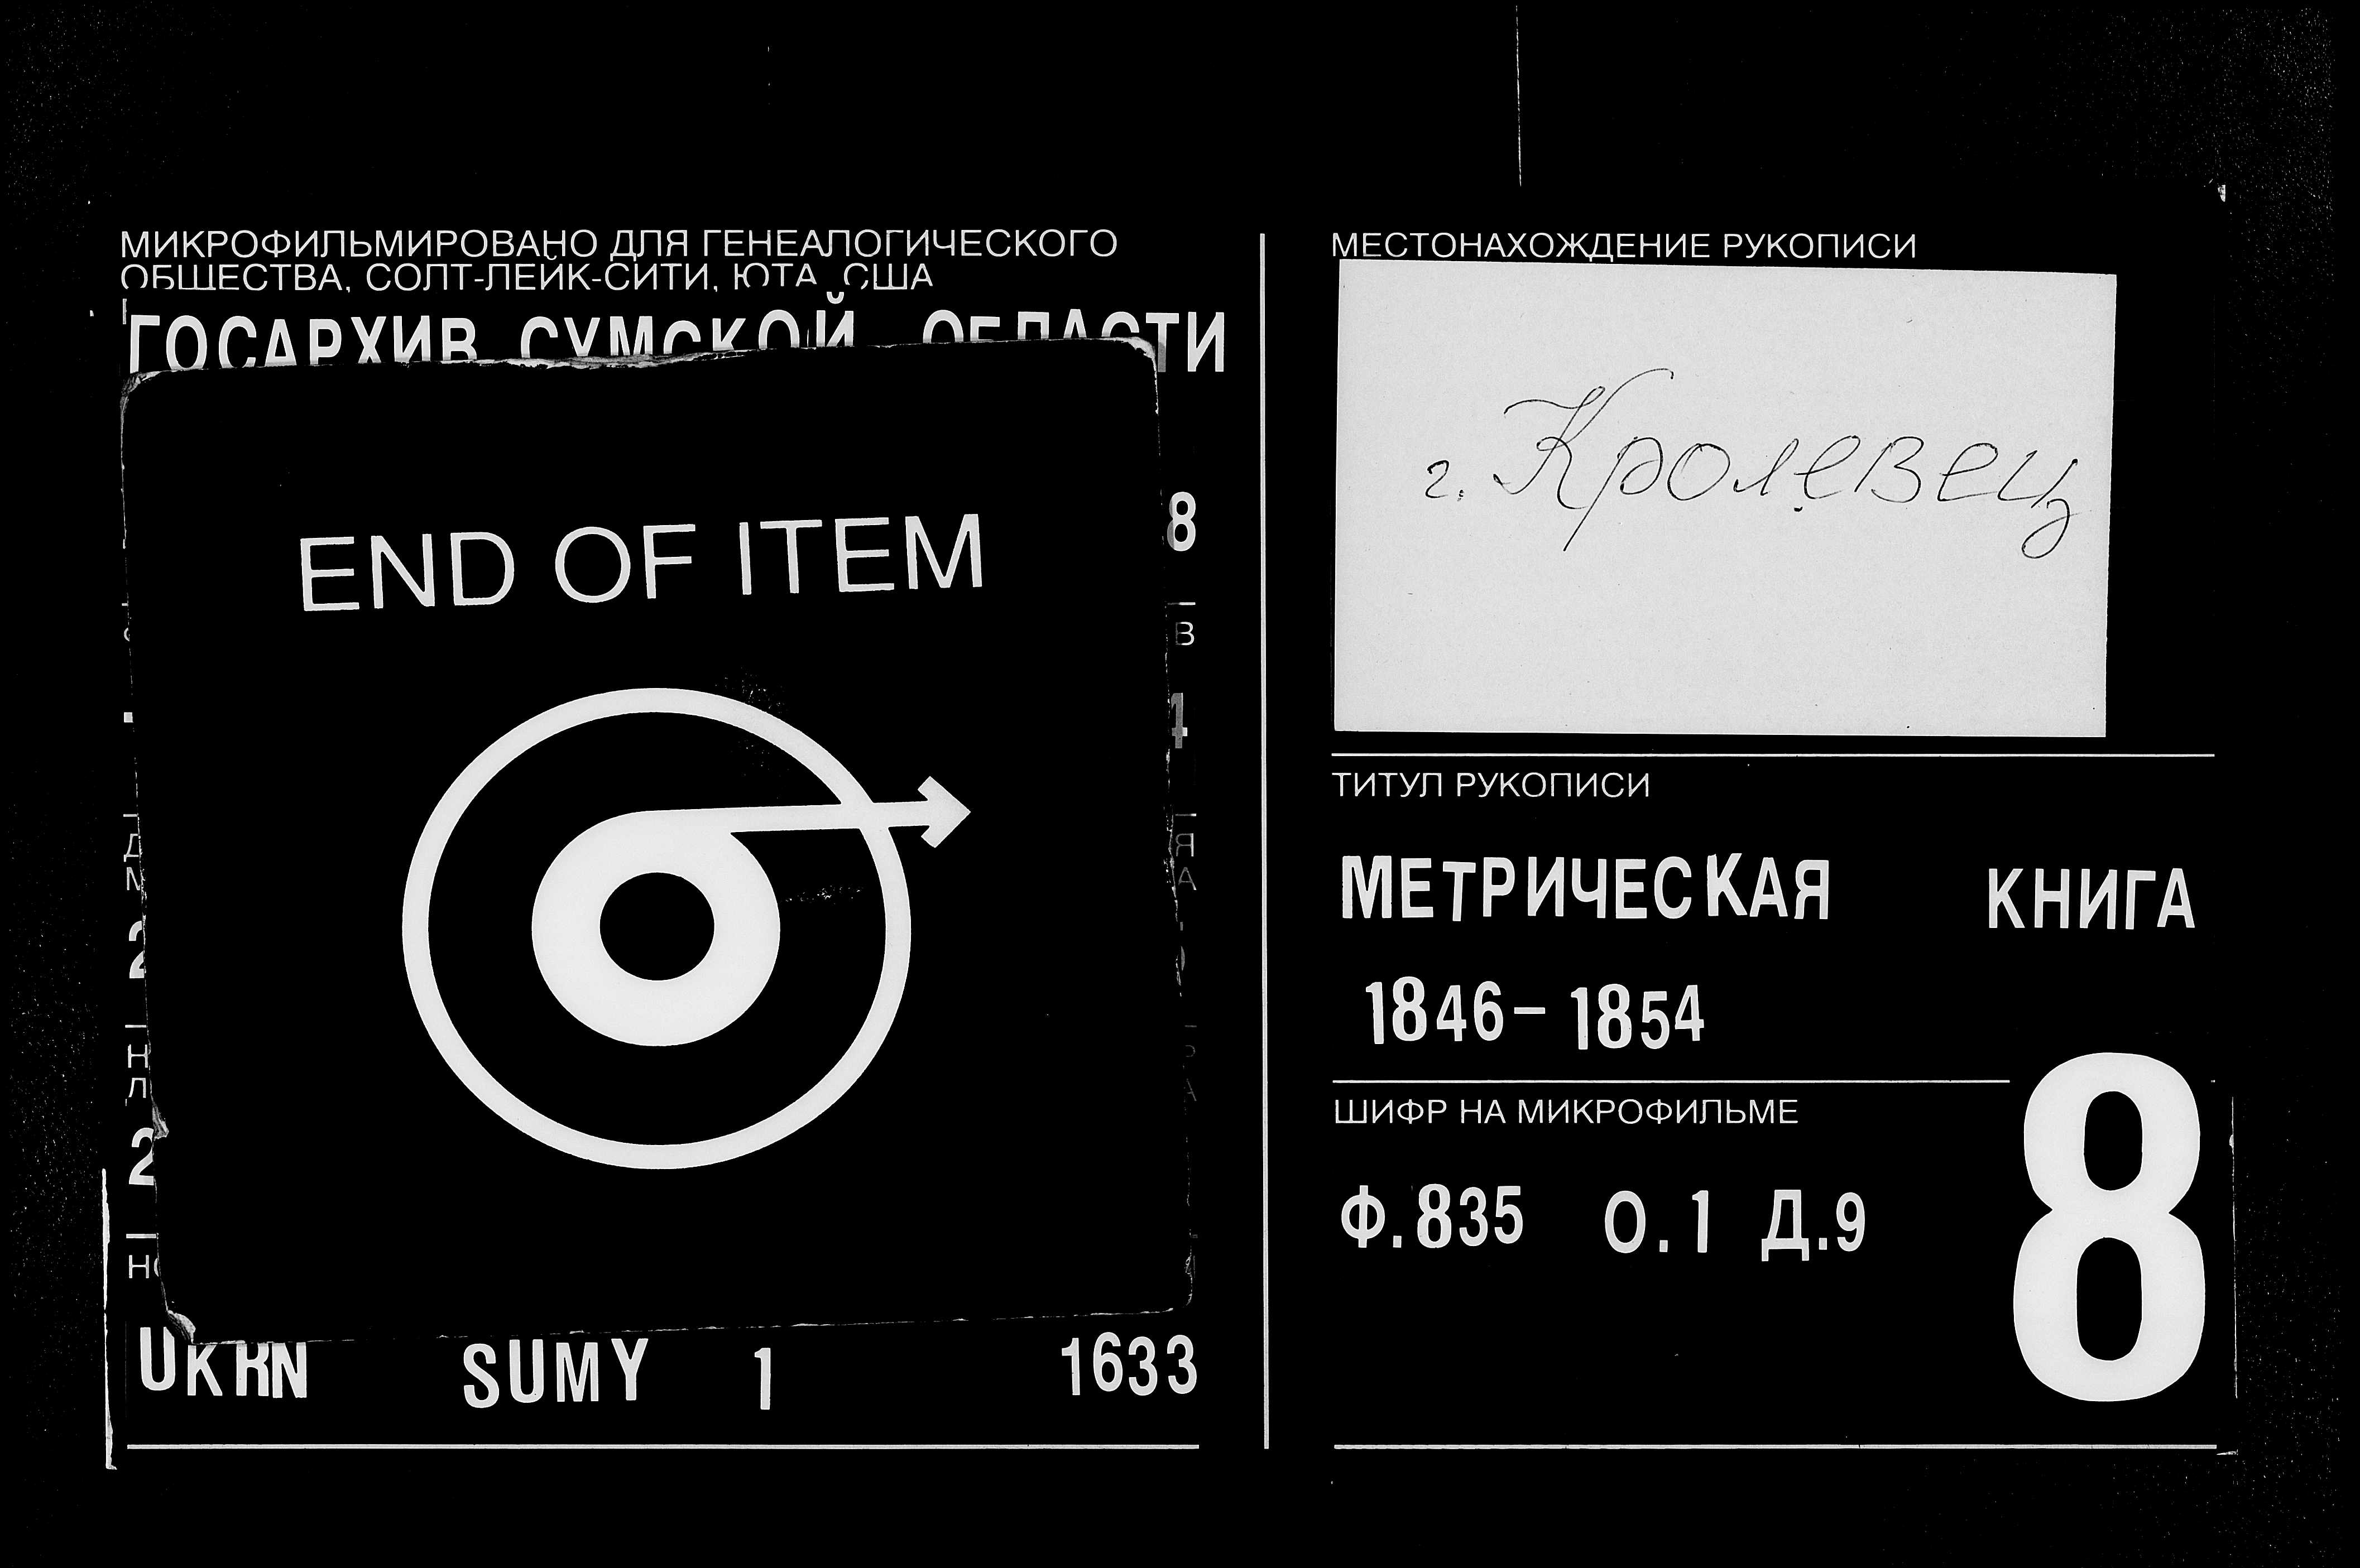 МИКРОФИЛЬМИРОВАНО ДЛЯ ГЕНЕАЛОГИЧЕСКОГО
ОБЩЕСТВА, СОЛТ-ЛЕЙК-СИТИ, ЮТА, США
ГОСАРХИВ СУМСКОЙ ОБЛАСТИ
END OF ITEM
8
UKRN SUMY 1 1633
МЕСТОНАХОЖДЕНИЕ РУКОПИСИ
г. Кролевец
ТИТУЛ РУКОПИСИ
МЕТРИЧЕСКАЯ КНИГА
1846-1854
ШИФР НА МИКРОФИЛЬМЕ
Ф.835 О.1 Д.9
8